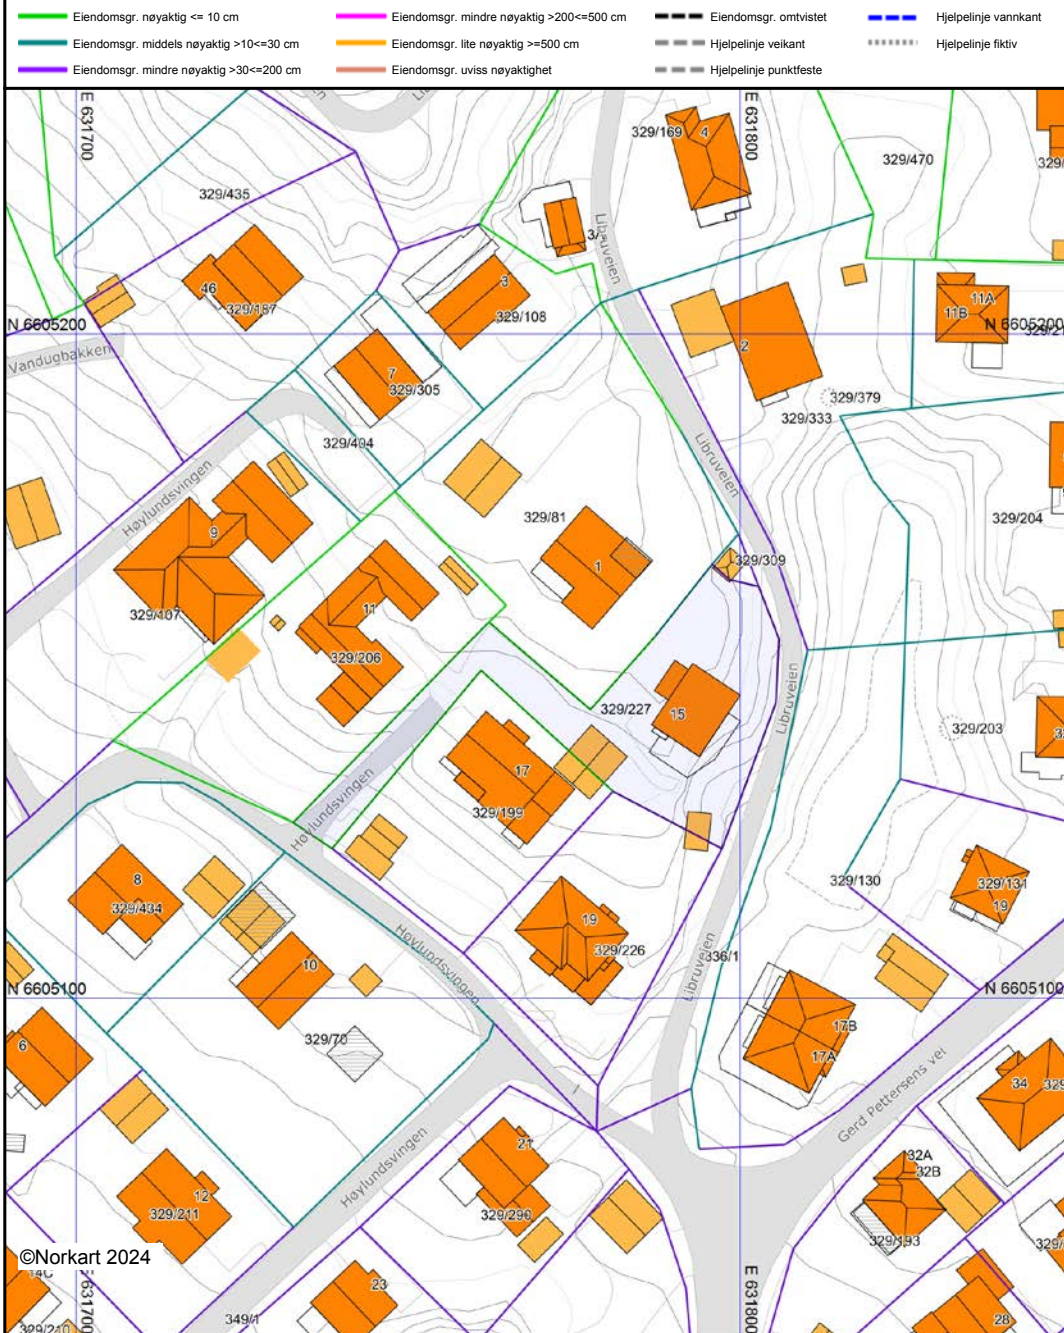 Eiendomsgr. nøyaktig <= 10 cm
Eiendomsgr. mindre nøyaktig >200<=500 cm
Eiendomsgr. omtvistet
Hjelpelinje vannkant
Eiendomsgr. middels nøyaktig >10<=30 cm
Eiendomsgr. lite nøyaktig >=500 cm
Hjelpelinje veikant
Hjelpelinje fiktiv
Eiendomsgr. mindre nøyaktig >30<=200 cm
Eiendomsgr. uviss nøyaktighet
Hjelpelinje punktfeste
E 631700
E 631800
329/169
4
329/470
329/435
Libruveien
46
329/187
3
329/108
2
11A
11B
N 6605200
N 6605200
Vandugbakken
7
329/305
329/379
329/333
329/404
Libruveien
Høylundsvingen
329/81
329/204
9
1
329/309
329/107
11
329/206
329/227
15
Libruveien
329/203
17
329/199
Høylundsvingen
8
329/434
329/130
329/131
19
19
329/226
Høylundsvingen
336/1
Libruveien
10
N 6605100
N 6605100
6
329/70
17B
17A
Gerd Pettersens vei
34
21
Høylundsvingen
32A
32B
12
329/211
329/290
329/193
©Norkart 2024
14C
329/210
E 631700
349/1
23
E 631800
28